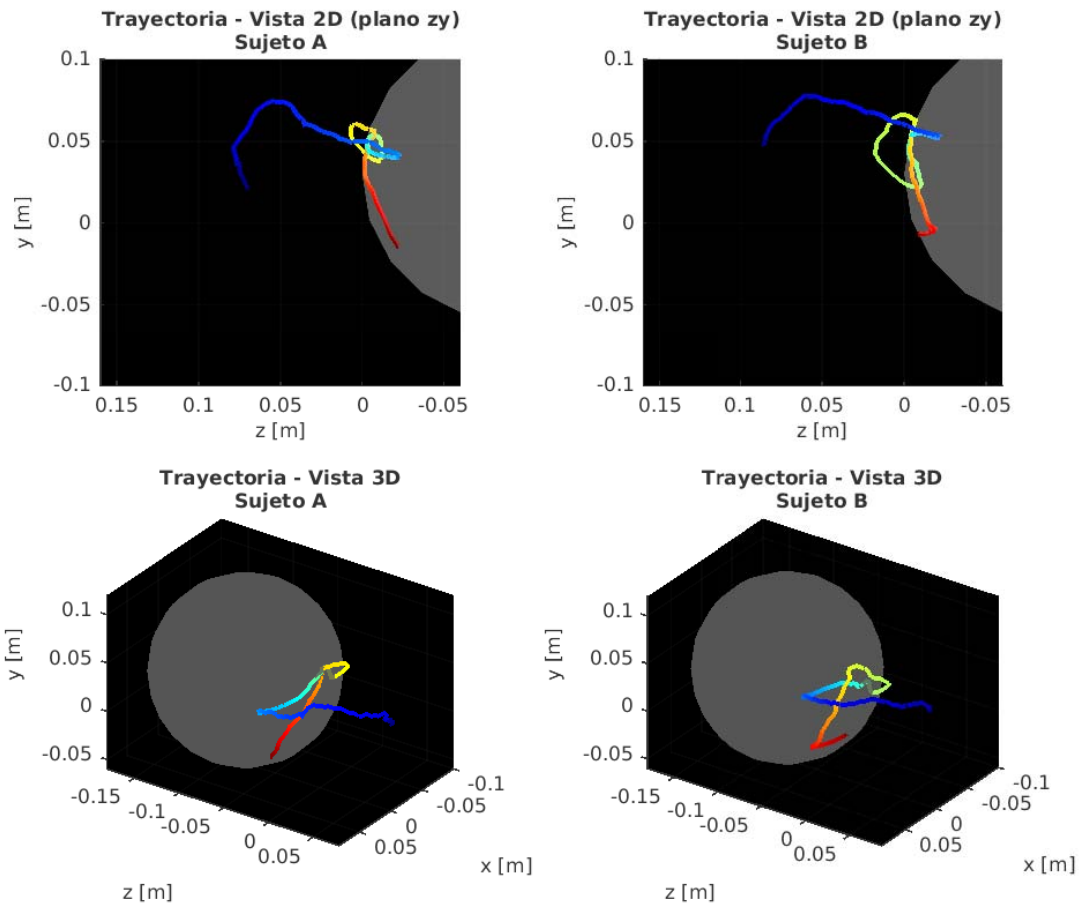 Trayectoria - Vista 2D (plano zy)
Sujeto A
0.1
0.05
0
-0.05
-0.1
y [m]
0.15 0.1 0.05 0 -0.05
z [m]
Trayectoria - Vista 2D (plano zy)
Sujeto B
0.1
0.05
0
-0.05
-0.1
y [m]
0.15 0.1 0.05 0 -0.05
z [m]
Trayectoria - Vista 3D
Sujeto A
0.1
0.05
0
-0.05
y [m]
-0.15 -0.1 -0.05 0 0.05
z [m]
-0.1
-0.05
0
0.05
x [m]
Trayectoria - Vista 3D
Sujeto B
0.1
0.05
0
-0.05
y [m]
-0.15 -0.1 -0.05 0 0.05
z [m]
-0.1
-0.05
0
0.05
x [m]